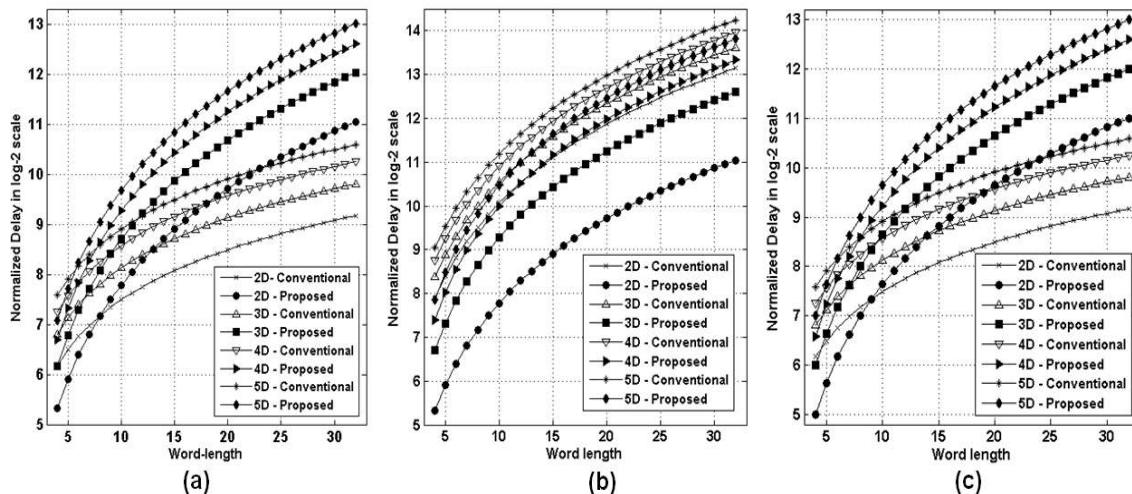 Normalized Delay in log-2 scale
13
12
11
10
9
8
7
6
5
5 10 15 20 25 30
Word-length
2D- Conventional
2D - Proposed
3D - Conventional
3D - Proposed
4D - Conventional
4D - Proposed
5D - Conventional
5D - Proposed
(a)
Normalized Delay in log-2 scale
14
13
12
11
10
9
8
7
6
5
4
5 10 15 20 25 30
Word length
2D - Conventional
2D - Proposed
3D - Conventional
3D - Proposed
4D - Proposed
4D - Proposed
5D - Conventional
5D - Proposed
(b)
Normalized Delay in log-2 scale
13
12
11
10
9
8
7
6
5
5 10 15 20 25 30
Word length
2D - Conventional
2D - Proposed
3D - Conventional
3D - Proposed
4D - Conventional
4D - Proposed
5D - Conventional
5D - Proposed
(c)